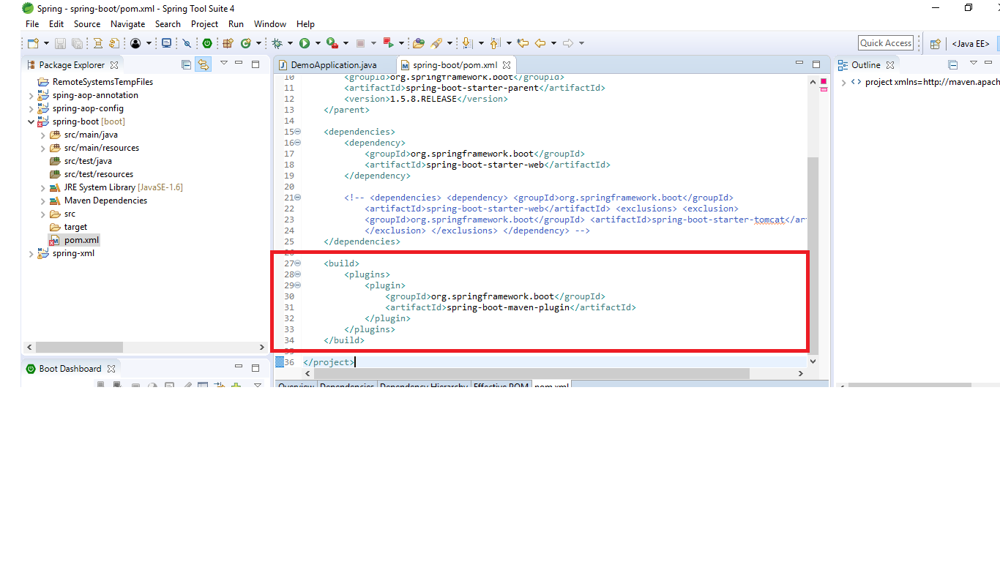 Spring - spring-boot/pom.xml - Spring Tool Suite 4
File Edit Source Navigate Search Project Run Window Help
Quick Access
<Java EE>
Package Explorer
RemoteSystemsTempFiles
sping-aop-annotation
spring-aop-config
spring-boot [boot]
src/main/java
src/main/resources
src/test/java
src/test/resources
JRE System Library [JavaSE-1.6]
Maven Dependencies
src
target
pom.xml
spring-xml
Boot Dashboard
DemoApplication.java
spring-boot/pom.xml
10 <groupId>org.springframework.boot</groupId>
11 <artifactId>spring-boot-starter-parent</artifactId>
12 <version>1.5.8.RELEASE</version>
13 </parent>
14
15 <dependencies>
16 <dependency>
17 <groupId>org.springframework.boot</groupId>
18 <artifactId>spring-boot-starter-web</artifactId>
19 </dependency>
20
21 <!-- <dependencies> <dependency> <groupId>org.springframework.boot</groupId>
22 <artifactId>spring-boot-starter-web</artifactId> <exclusions> <exclusion>
23 <groupId>org.springframework.boot</groupId> <artifactId>spring-boot-starter-tomcat</ar
24 </exclusion> </exclusions> </dependency> -->
25 </dependencies>
26
27 <build>
28 <plugins>
29 <plugin>
30 <groupId>org.springframework.boot</groupId>
31 <artifactId>spring-boot-maven-plugin</artifactId>
32 </plugin>
33 </plugins>
34 </build>
35
36 </project>
Overview Dependencies Dependency Hierarchy Effective POM pom.xml
Outline
project xmlns=http://maven.apach